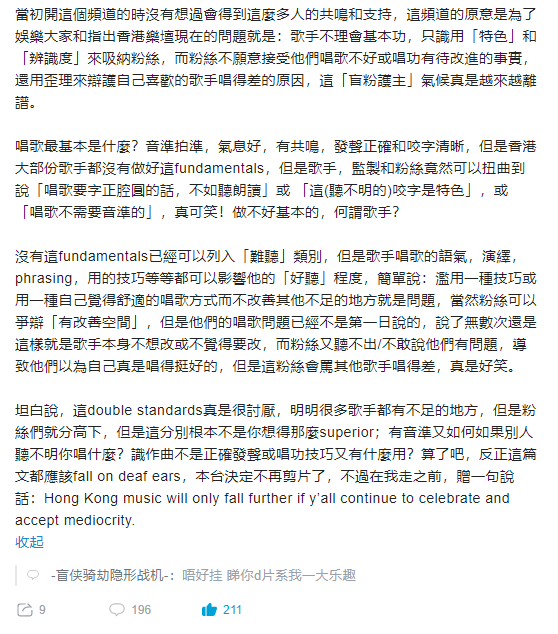 當初開這個頻道的時沒有想過會得到這麼多人的共鳴和支持，這頻道的原意是為了
娛樂大家和指出香港樂壇現在的問題就是：歌手不理會基本功，只識用「特色」和
「辨識度」來吸納粉絲，而粉絲不願意接受他們唱歌不好或唱功有待改進的事實，
還用歪理來辯護自己喜歡的歌手唱得差的原因，這「盲粉護主」氣候真是越來越離
譜。
唱歌最基本是什麼？音準拍準，氣息好，有共鳴，發聲正確和咬字清晰，但是香港
大部份歌手都沒有做好這fundamentals，但是歌手，監製和粉絲竟然可以扭曲到
說「唱歌要字正腔圓的話，不如聽朗讀」或 「這(聽不明的)咬字是特色」，或
「唱歌不需要音準的」，真可笑！做不好基本的，何謂歌手？
沒有這fundamentals已經可以列入「難聽」類別，但是歌手唱歌的語氣，演繹，
phrasing，用的技巧等等都可以影響他的「好聽」程度，簡單說：濫用一種技巧或
用一種自己覺得舒適的唱歌方式而不改善其他不足的地方就是問題，當然粉絲可以
爭辯「有改善空間」，但是他們的唱歌問題已經不是第一日說的，說了無數次還是
這樣就是歌手本身不想改或不覺得要改，而粉絲又聽不出/不敢說他們有問題，導
致他們以為自己真是唱得挺好的，但是這粉絲會罵其他歌手唱得差，真是好笑。
坦白說，這double standards真是很討厭，明明很多歌手都有不足的地方，但是粉
絲們就分高下，但是這分別根本不是你想得那麼superior；有音準又如何如果別人
聽不明你唱什麼？識作曲不是正確發聲或唱功技巧又有什麼用？算了吧，反正這篇
文都應該fall on deaf ears，本台決定不再剪片了，不過在我走之前，贈一句說
話：Hong Kong music will only fall further if y'all continue to celebrate and
accept mediocrity.
收起
-盲侠骑劫隐形战机-：唔好挂 睇你d片系我一大乐趣
9 196 211